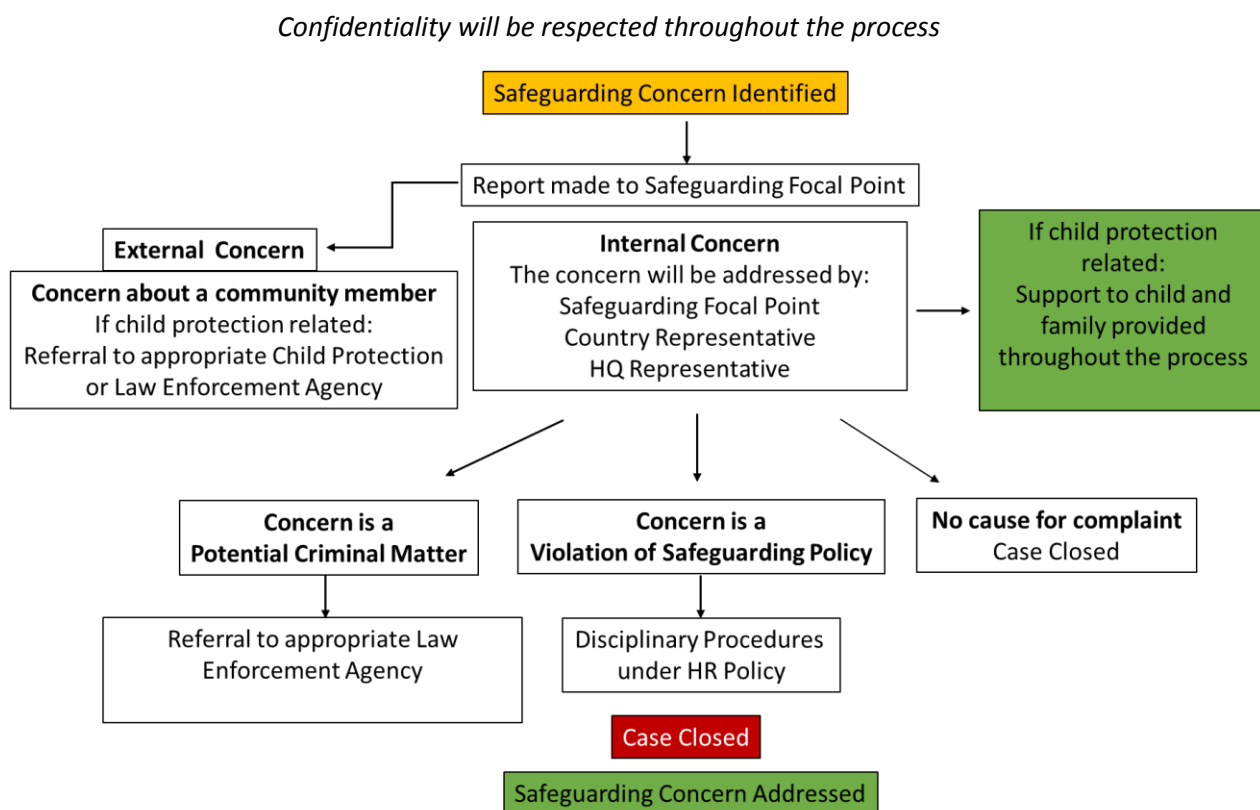 Confidentiality will be respected throughout the process
Safeguarding Concern Identified
Report made to Safeguarding Focal Point
External Concern
Concern about a community member
If child protection related:
Referral to appropriate Child Protection
or Law Enforcement Agency
Internal Concern
The concern will be addressed by:
Safeguarding Focal Point
Country Representative
HQ Representative
If child protection
related:
Support to child and
family provided
throughout the process
Concern is a
Potential Criminal Matter
Concern is a
Violation of Safeguarding Policy
No cause for complaint
Case Closed
Referral to appropriate Law
Enforcement Agency
Disciplinary Procedures
under HR Policy
Case Closed
Safeguarding Concern Addressed